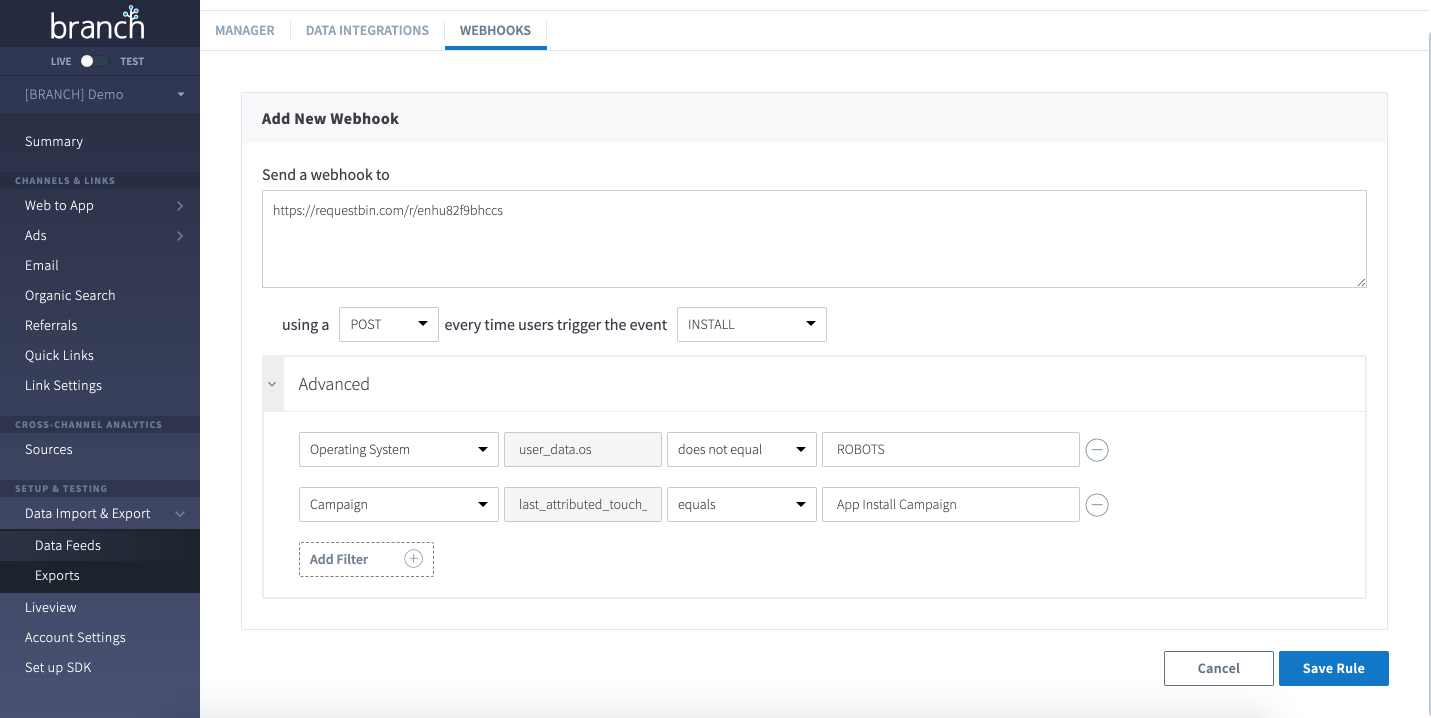 branch
LIVE TEST
[BRANCH] Demo
Summary
CHANNELS & LINKS
Web to App
Ads
Email
Organic Search
Referrals
Quick Links
Link Settings
CROSS-CHANNEL ANALYTICS
Sources
SETUP & TESTING
Data Import & Export
Data Feeds
Exports
Liveview
Account Settings
Set up SDK
MANAGER DATA INTEGRATIONS WEBHOOKS
Add New Webhook
Send a webhook to
https://requestbin.com/r/enhu82f9bhccs
using a POST every time users trigger the event INSTALL
Advanced
Operating System user_data.os does not equal ROBOTS
Campaign last_attributed_touch_ equals App Install Campaign
Add Filter
Cancel Save Rule